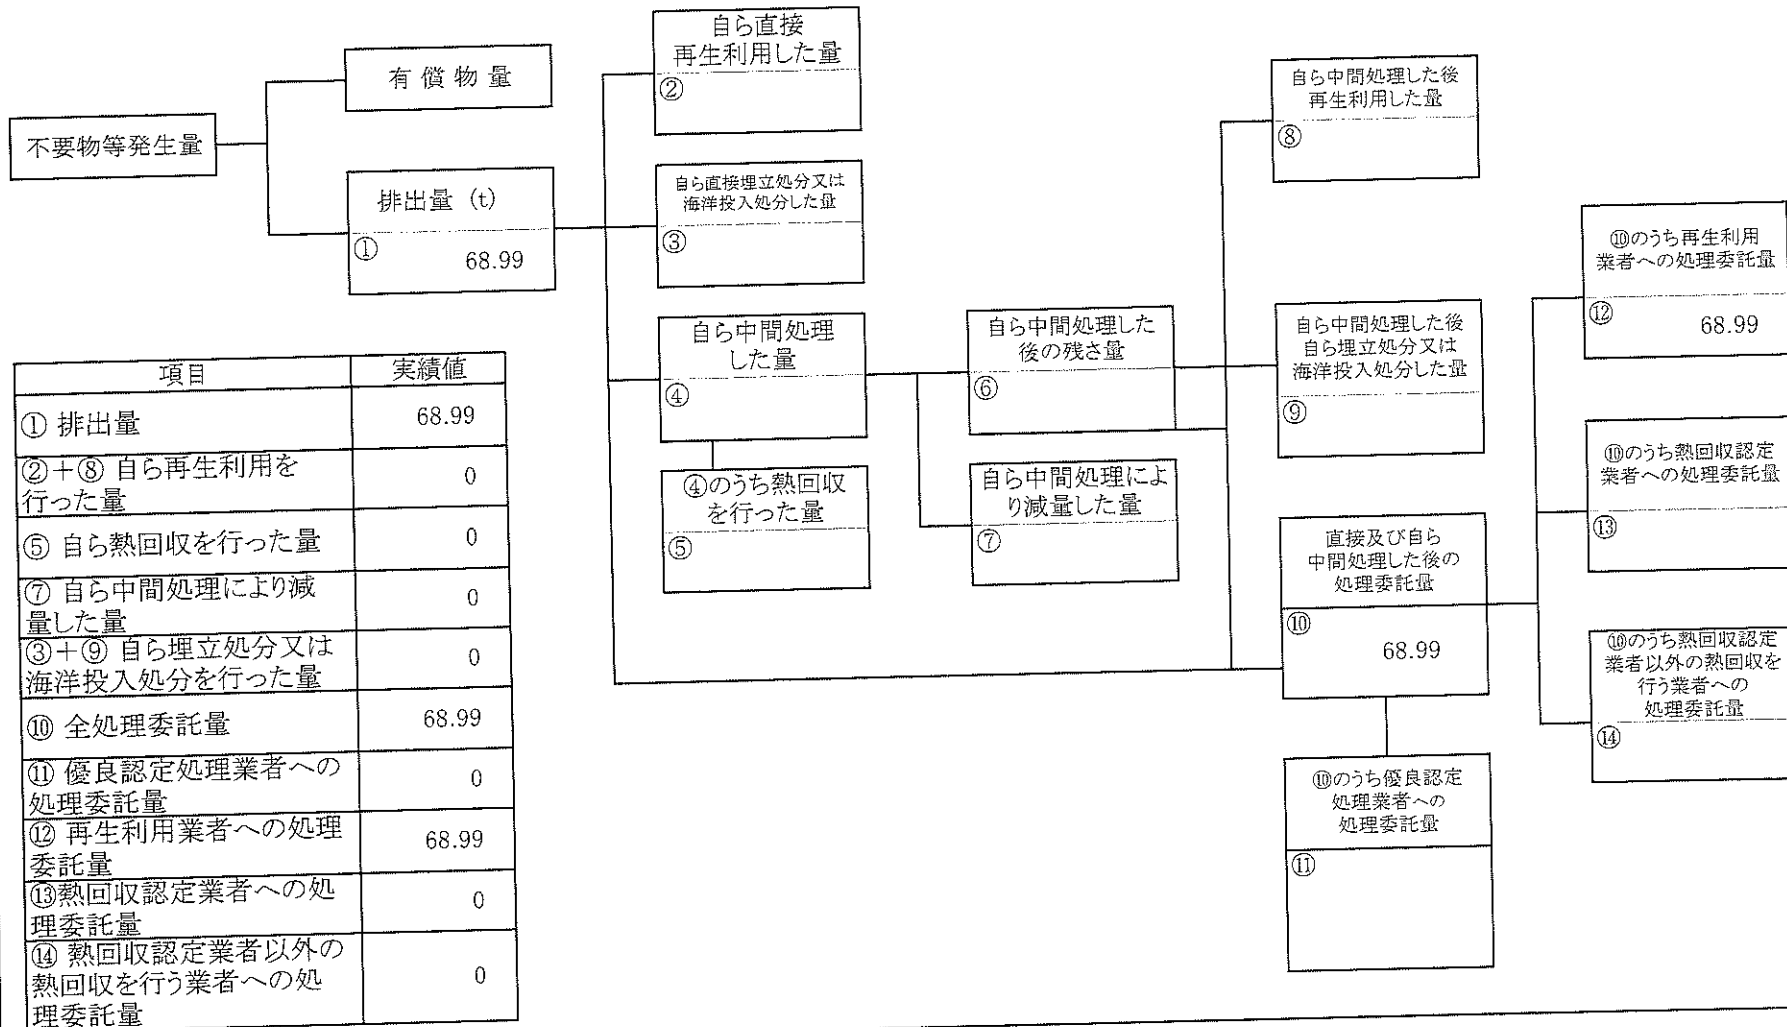 不要物等発生量
有償物量
排出量 (t)
①
68.99
自ら直接
再生利用した量
②
自ら直接埋立処分又は
海洋投入処分した量
③
自ら中間処理
した量
④
④のうち熱回収
を行った量
⑤
自ら中間処理した
後の残さ量
⑥
自ら中間処理によ
り減量した量
⑦
自ら中間処理した後
再生利用した量
⑧
自ら中間処理した後
自ら埋立処分又は
海洋投入処分した量
⑨
直接及び自ら
中間処理した後の
処理委託量
⑩
68.99
⑩のうち優良認定
処理業者への
処理委託量
⑪
⑩のうち再生利用
業者への処理委託量
⑫
68.99
⑩のうち熱回収認定
業者への処理委託量
⑬
⑩のうち熱回収認定
業者以外の熱回収を
行う業者への
処理委託量
⑭
項目 実績値
① 排出量 68.99
②+⑧ 自ら再生利用を
行った量 0
⑤ 自ら熱回収を行った量 0
⑦ 自ら中間処理により減
量した量 0
③+⑨ 自ら埋立処分又は
海洋投入処分を行った量 0
⑩ 全処理委託量 68.99
⑪ 優良認定処理業者への
処理委託量 0
⑫ 再生利用業者への処理
委託量 68.99
⑬熱回収認定業者への処
理委託量 0
⑭ 熱回収認定業者以外の
熱回収を行う業者への処
理委託量 0